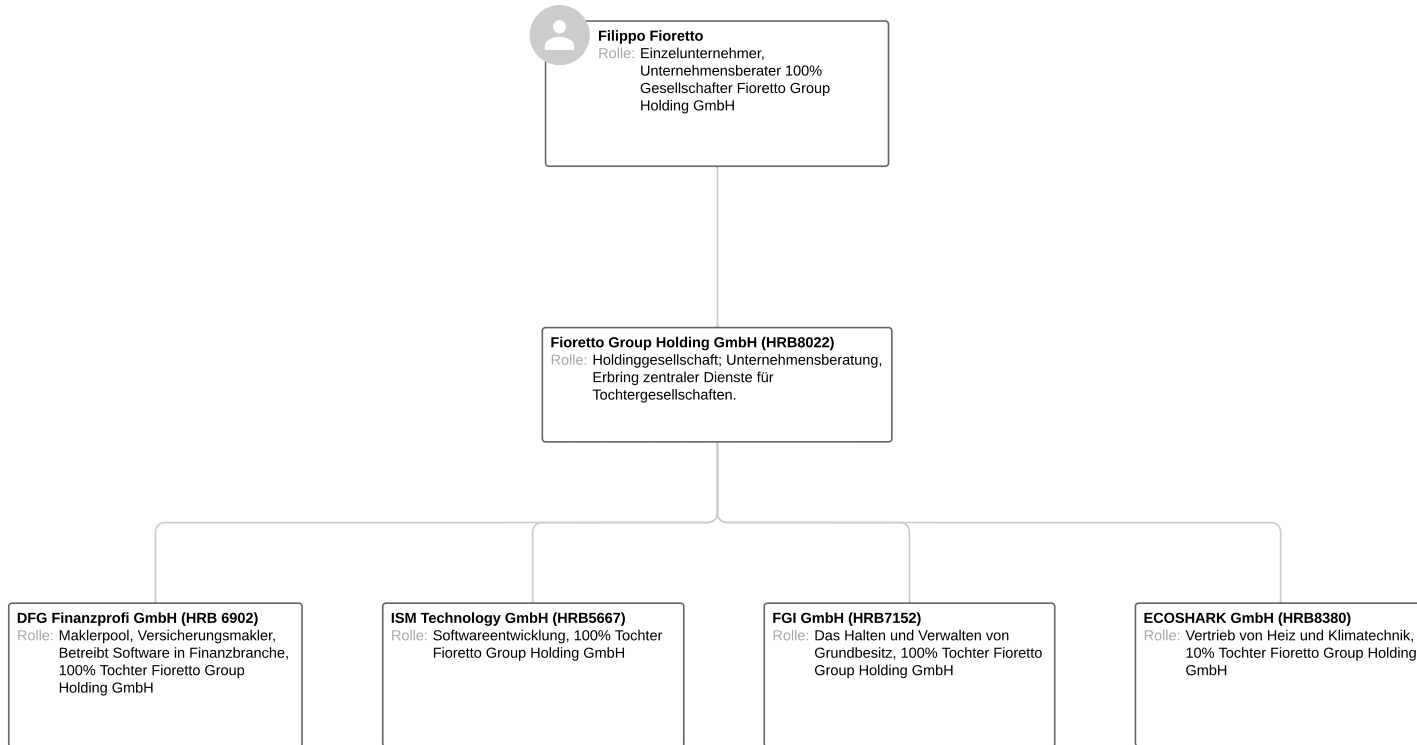 Filippo Fioretto
Rolle: Einzelunternehmer,
Unternehmensberater 100%
Gesellschafter Fioretto Group
Holding GmbH
Fioretto Group Holding GmbH (HRB8022)
Rolle: Holdinggesellschaft; Unternehmensberatung,
Erbring zentraler Dienste für
Tochtergesellschaften.
DFG Finanzprofi GmbH (HRB 6902)
Rolle: Maklerpool, Versicherungsmakler,
Betreibt Software in Finanzbranche,
100% Tochter Fioretto Group
Holding GmbH
ISM Technology GmbH (HRB5667)
Rolle: Softwareentwicklung, 100% Tochter
Fioretto Group Holding GmbH
FGI GmbH (HRB7152)
Rolle: Das Halten und Verwalten von
Grundbesitz, 100% Tochter Fioretto
Group Holding GmbH
ECOSHARK GmbH (HRB8380)
Rolle: Vertrieb von Heiz und Klimatechnik,
10% Tochter Fioretto Group Holding
GmbH